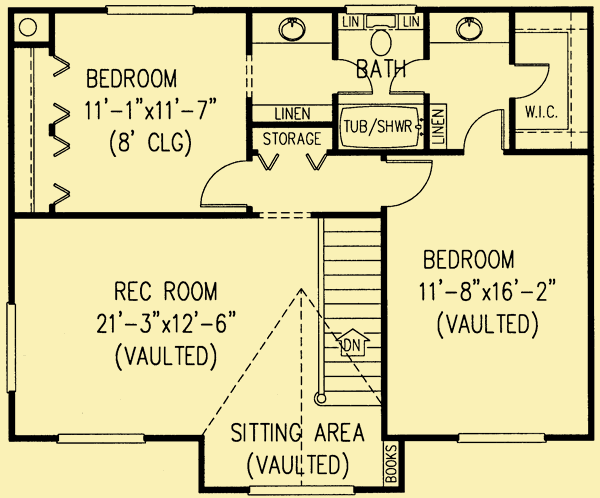 LIN
LIN
BEDROOM
11'-1"x11'-7"
(8' CLG)
BATH
LINEN
TUB/SHWR
LINEN
W.I.C.
STORAGE
BEDROOM
11'-8"x16'-2"
(VAULTED)
REC ROOM
21'-3"x12'-6"
(VAULTED)
DN
SITTING AREA
(VAULTED)
BOOKS